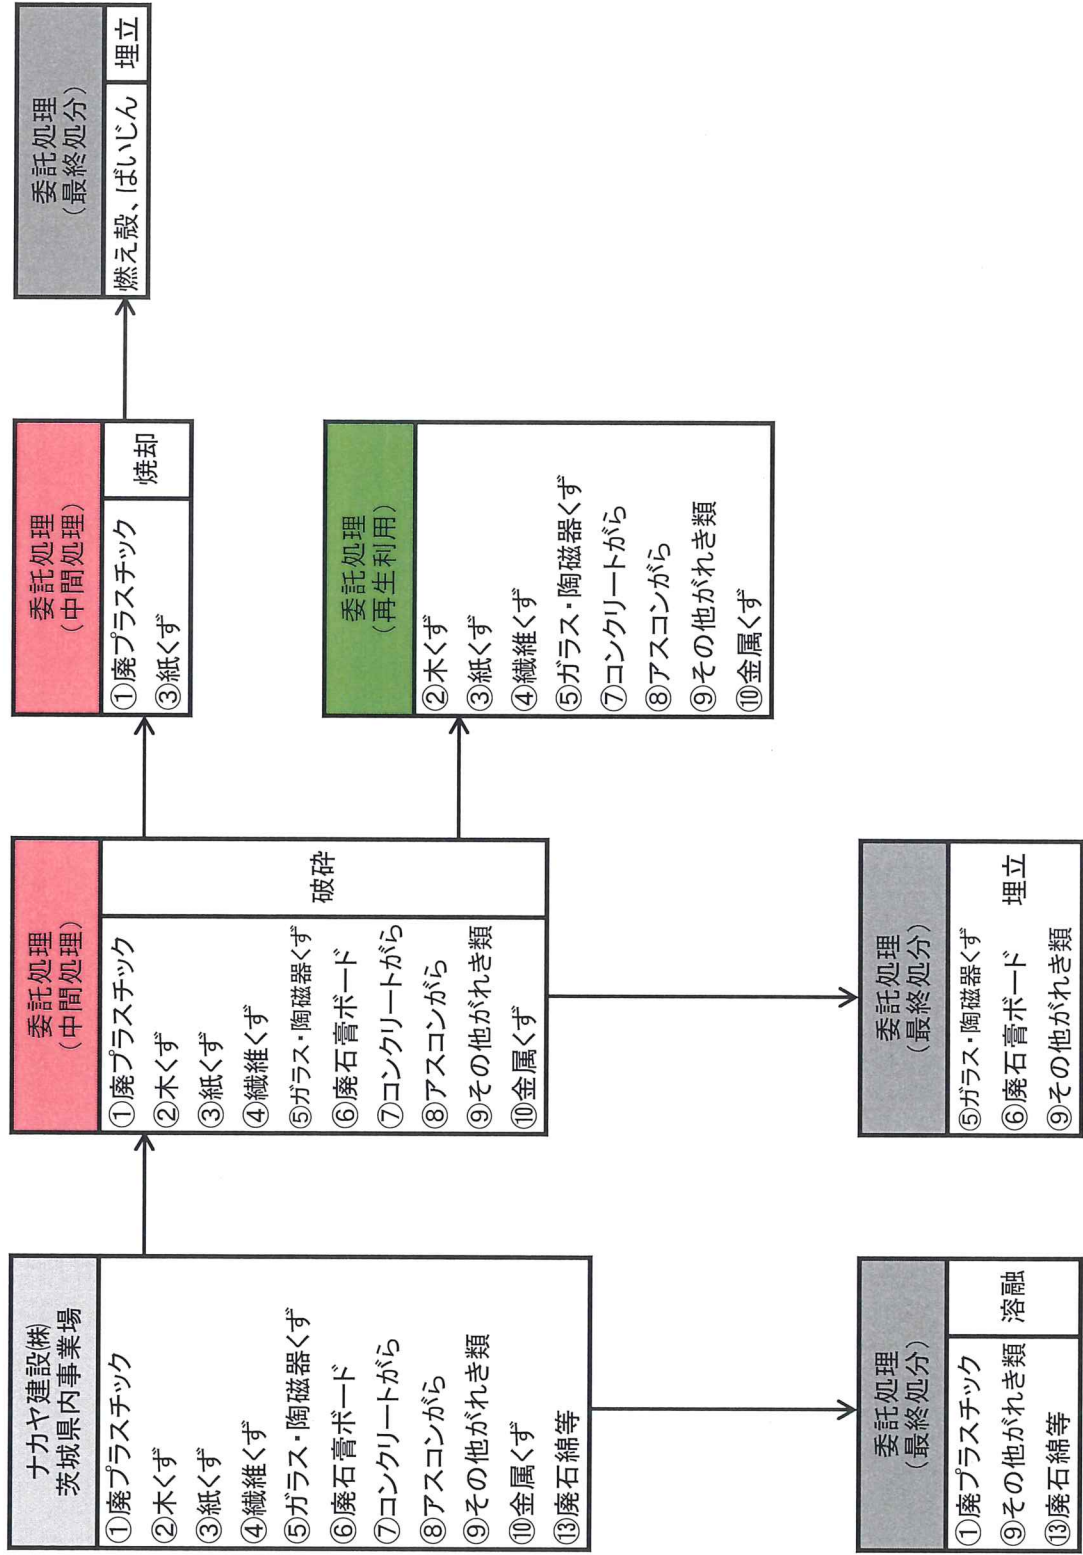 ナカヤ建設㈱
茨城県内事業場
①廃プラスチック
②木くず
③紙くず
④繊維くず
⑤ガラス・陶磁器くず
⑥廃石膏ボード
⑦コンクリートがら
⑧アスコンがら
⑨その他がれき類
⑩金属くず
⑬廃石綿等
委託処理
(中間処理)
①廃プラスチック
②木くず
③紙くず
④繊維くず
⑤ガラス・陶磁器くず
⑥廃石膏ボード
⑦コンクリートがら
⑧アスコンがら
⑨その他がれき類
⑩金属くず
破砕
委託処理
(中間処理)
①廃プラスチック
③紙くず
焼却
委託処理
(最終処分)
燃え殻、ばいじん
埋立
委託処理
(再生利用)
②木くず
③紙くず
④繊維くず
⑤ガラス・陶磁器くず
⑦コンクリートがら
⑧アスコンがら
⑨その他がれき類
⑩金属くず
委託処理
(最終処分)
①廃プラスチック
⑨その他がれき類
⑬廃石綿等
溶融
委託処理
(最終処分)
⑤ガラス・陶磁器くず
⑥廃石膏ボード
⑨その他がれき類
埋立